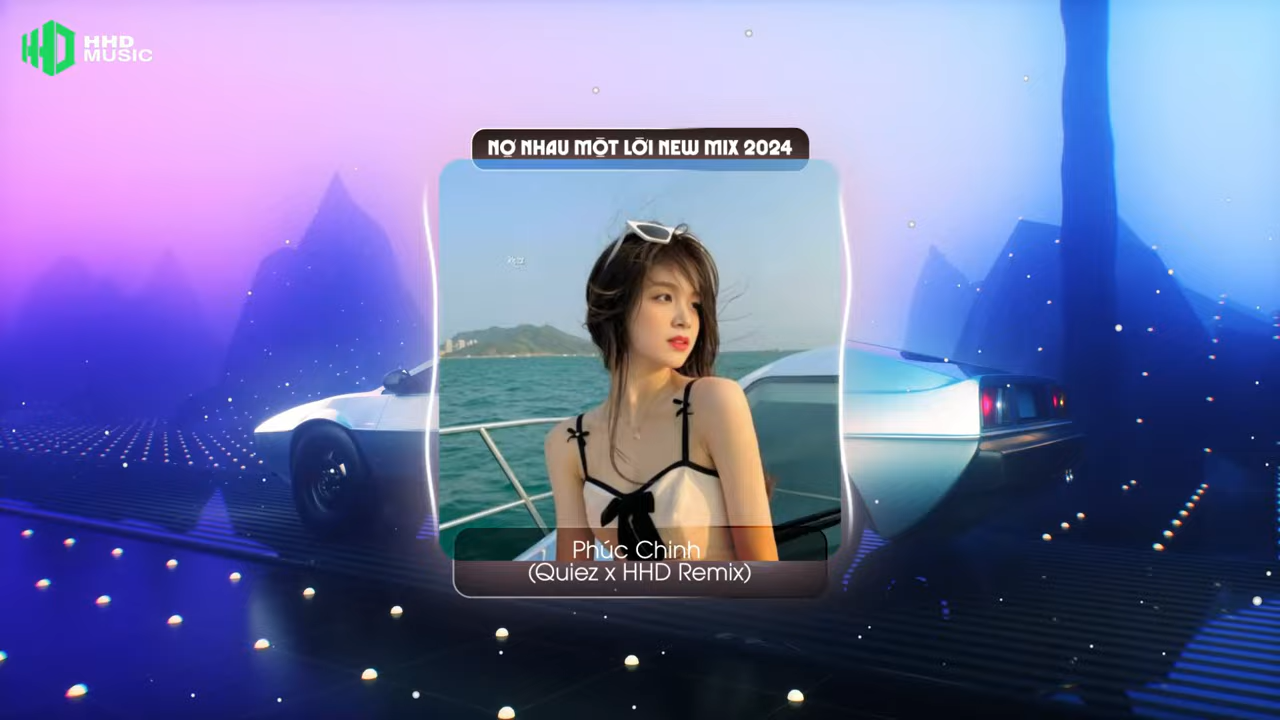 HHD
MUSIC
NỢ NHAU MỘT LỜI NEW MIX 2024
Phúc Chinh
(Quiez x HHD Remix)